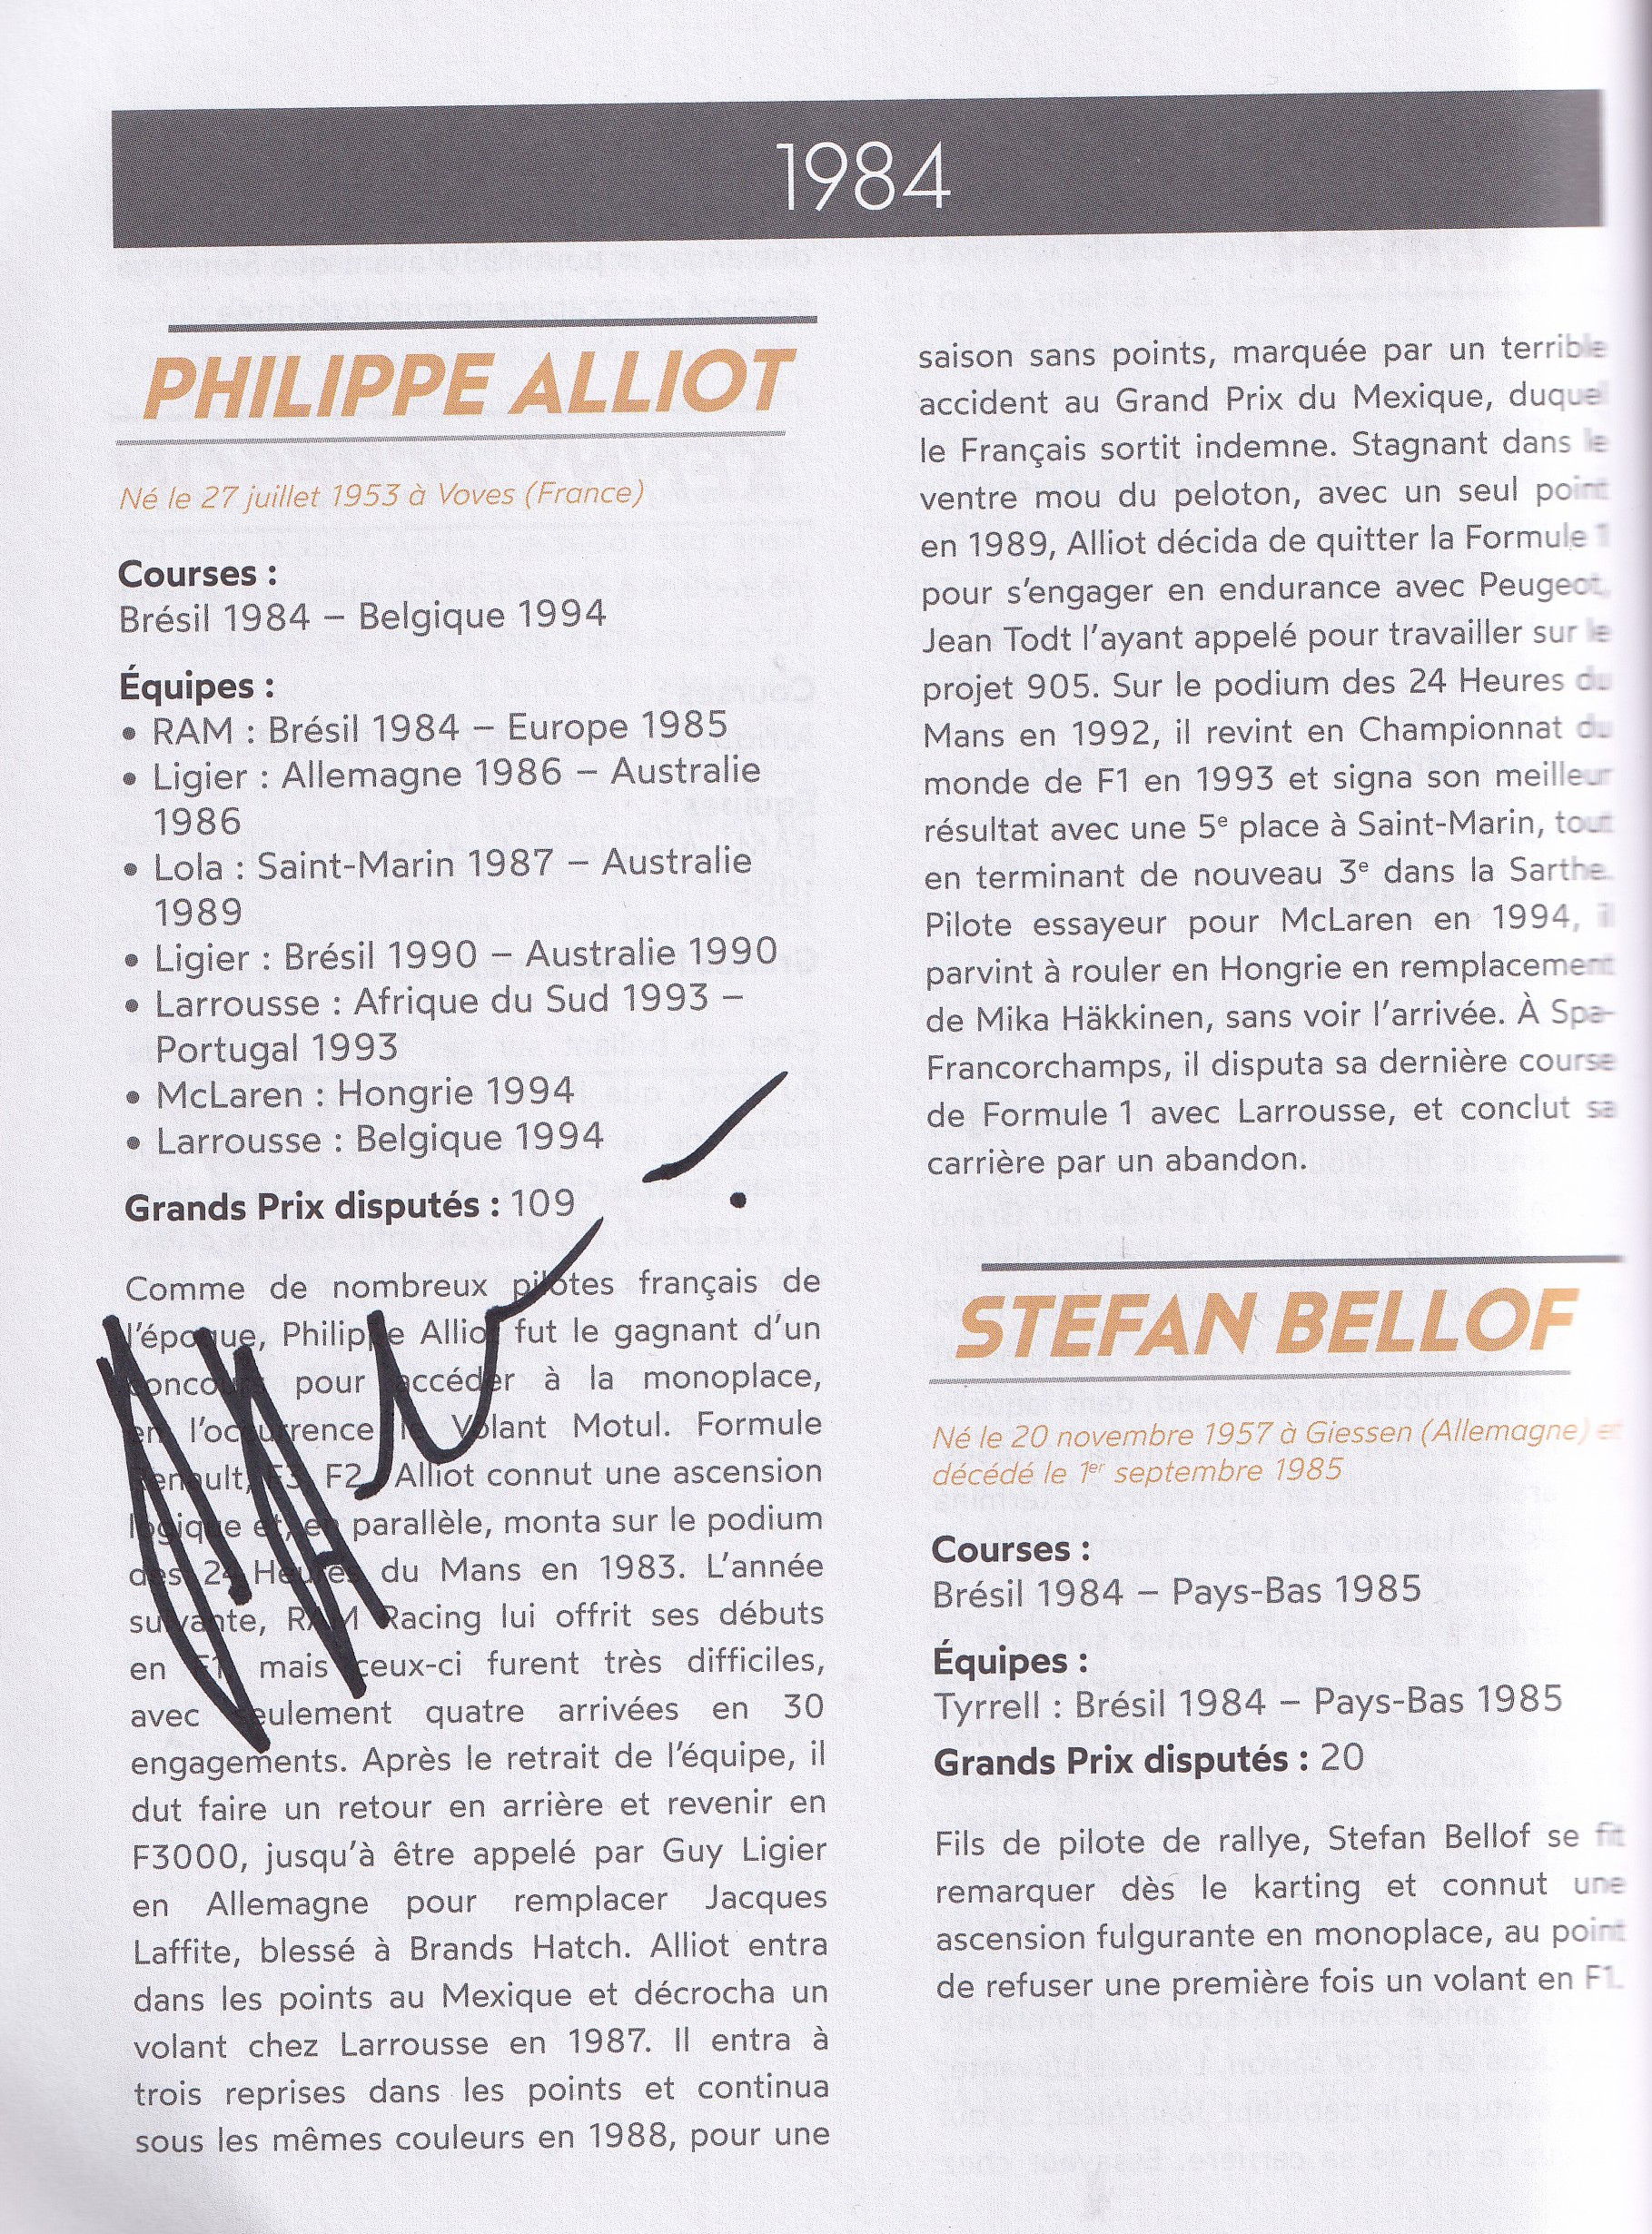 1984
PHILIPPE ALLIOT
Né le 27 juillet 1953 à Voves (France)
Courses :
Brésil 1984 – Belgique 1994
Équipes :
• RAM : Brésil 1984 – Europe 1985
• Ligier : Allemagne 1986 – Australie
1986
• Lola : Saint-Marin 1987 – Australie
1989
• Ligier : Brésil 1990 – Australie 1990
• Larrousse : Afrique du Sud 1993 –
Portugal 1993
• McLaren : Hongrie 1994
• Larrousse : Belgique 1994
Grands Prix disputés : 109
Comme de nombreux pilotes français de
l'époque, Philippe Alliot fut le gagnant d'un
concours pour accéder à la monoplace,
en l'occurrence le Volant Motul. Formule
Renault, F3, F2, Alliot connut une ascension
logique et, en parallèle, monta sur le podium
des 24 Heures du Mans en 1983. L'année
suivante, RAM Racing lui offrit ses débuts
en F1, mais ceux-ci furent très difficiles,
avec seulement quatre arrivées en 30
engagements. Après le retrait de l'équipe, il
dut faire un retour en arrière et revenir en
F3000, jusqu'à être appelé par Guy Ligier
en Allemagne pour remplacer Jacques
Laffite, blessé à Brands Hatch. Alliot entra
dans les points au Mexique et décrocha un
volant chez Larrousse en 1987. Il entra à
trois reprises dans les points et continua
sous les mêmes couleurs en 1988, pour une
saison sans points, marquée par un terrible
accident au Grand Prix du Mexique, duquel
le Français sortit indemne. Stagnant dans le
ventre mou du peloton, avec un seul point
en 1989, Alliot décida de quitter la Formule 1
pour s'engager en endurance avec Peugeot,
Jean Todt l'ayant appelé pour travailler sur le
projet 905. Sur le podium des 24 Heures du
Mans en 1992, il revint en Championnat du
monde de F1 en 1993 et signa son meilleur
résultat avec une 5e place à Saint-Marin, tout
en terminant de nouveau 3e dans la Sarthe.
Pilote essayeur pour McLaren en 1994, il
parvint à rouler en Hongrie en remplacement
de Mika Häkkinen, sans voir l'arrivée. À Spa-
Francorchamps, il disputa sa dernière course
de Formule 1 avec Larrousse, et conclut sa
carrière par un abandon.
STEFAN BELLOF
Né le 20 novembre 1957 à Giessen (Allemagne) et
décédé le 1er septembre 1985
Courses :
Brésil 1984 – Pays-Bas 1985
Équipes :
Tyrrell : Brésil 1984 – Pays-Bas 1985
Grands Prix disputés : 20
Fils de pilote de rallye, Stefan Bellof se fit
remarquer dès le karting et connut une
ascension fulgurante en monoplace, au point
de refuser une première fois un volant en F1.